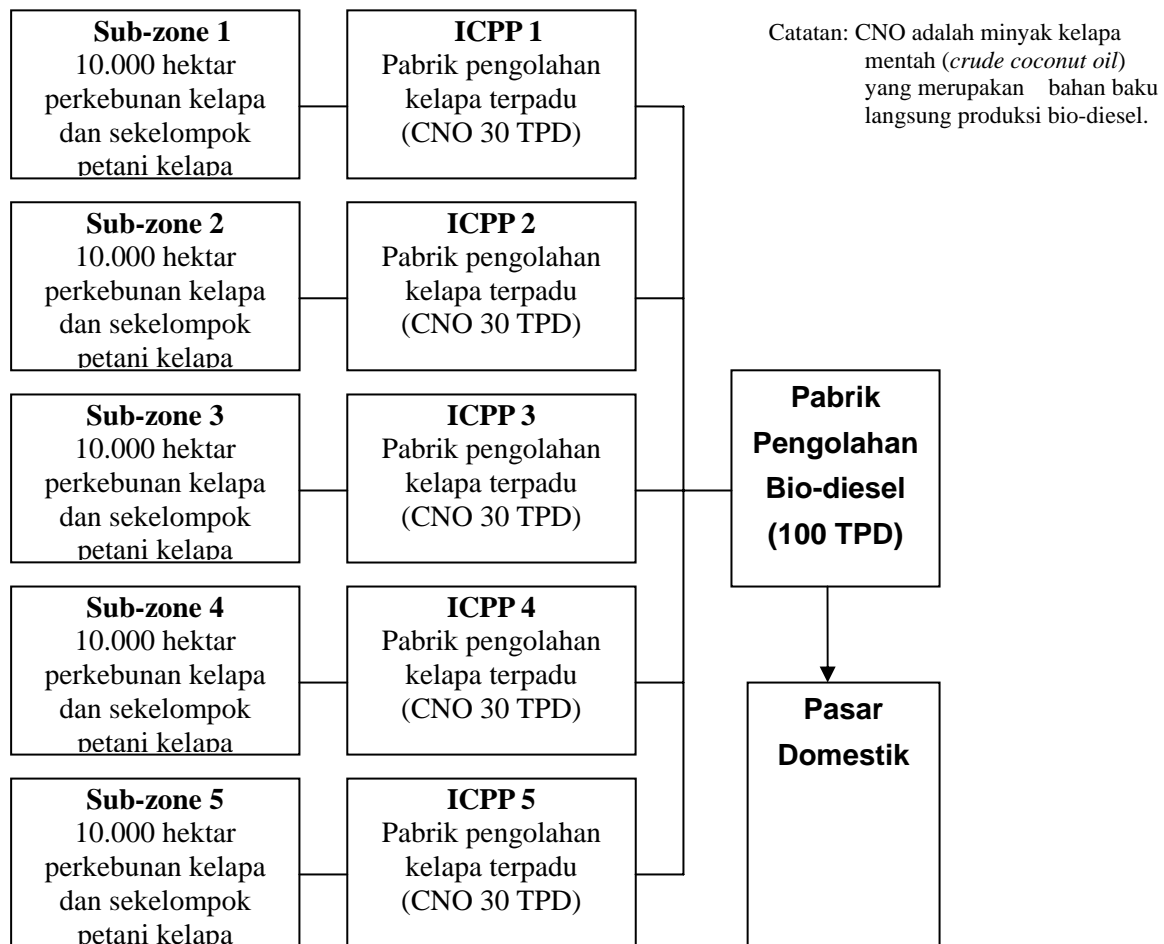 Sub-zone 1
10.000 hektar
perkebunan kelapa
dan sekelompok
petani kelapa
ICPP 1
Pabrik pengolahan
kelapa terpadu
(CNO 30 TPD)
Catatan: CNO adalah minyak kelapa
mentah (crude coconut oil)
yang merupakan bahan baku
langsung produksi bio-diesel.
Sub-zone 2
10.000 hektar
perkebunan kelapa
dan sekelompok
petani kelapa
ICPP 2
Pabrik pengolahan
kelapa terpadu
(CNO 30 TPD)
Sub-zone 3
10.000 hektar
perkebunan kelapa
dan sekelompok
petani kelapa
ICPP 3
Pabrik pengolahan
kelapa terpadu
(CNO 30 TPD)
Pabrik
Pengolahan
Bio-diesel
(100 TPD)
Sub-zone 4
10.000 hektar
perkebunan kelapa
dan sekelompok
petani kelapa
ICPP 4
Pabrik pengolahan
kelapa terpadu
(CNO 30 TPD)
Pasar
Domestik
Sub-zone 5
10.000 hektar
perkebunan kelapa
dan sekelompok
petani kelapa
ICPP 5
Pabrik pengolahan
kelapa terpadu
(CNO 30 TPD)